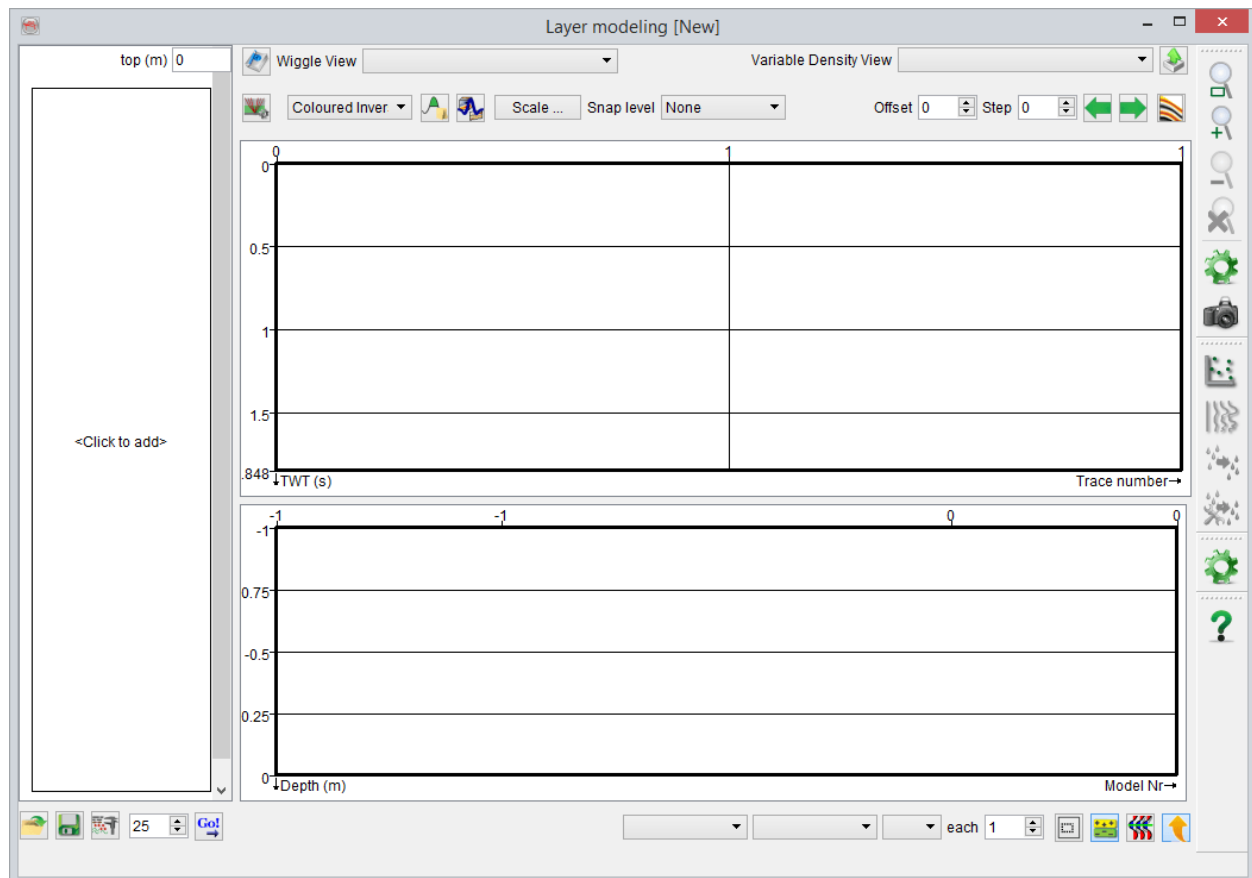 Layer modeling [New]
top (m) 0
Wiggle View
Variable Density View
Coloured Inver
Scale ...
Snap level None
Offset 0
Step 0
<Click to add>
0 1 1
0
0.5
1
1.5
.848
TWT (s)
Trace number
-1 -1 0 0
-1
0.75
-0.5
0.25
0
Depth (m)
Model Nr
25
Go!
each 1
?